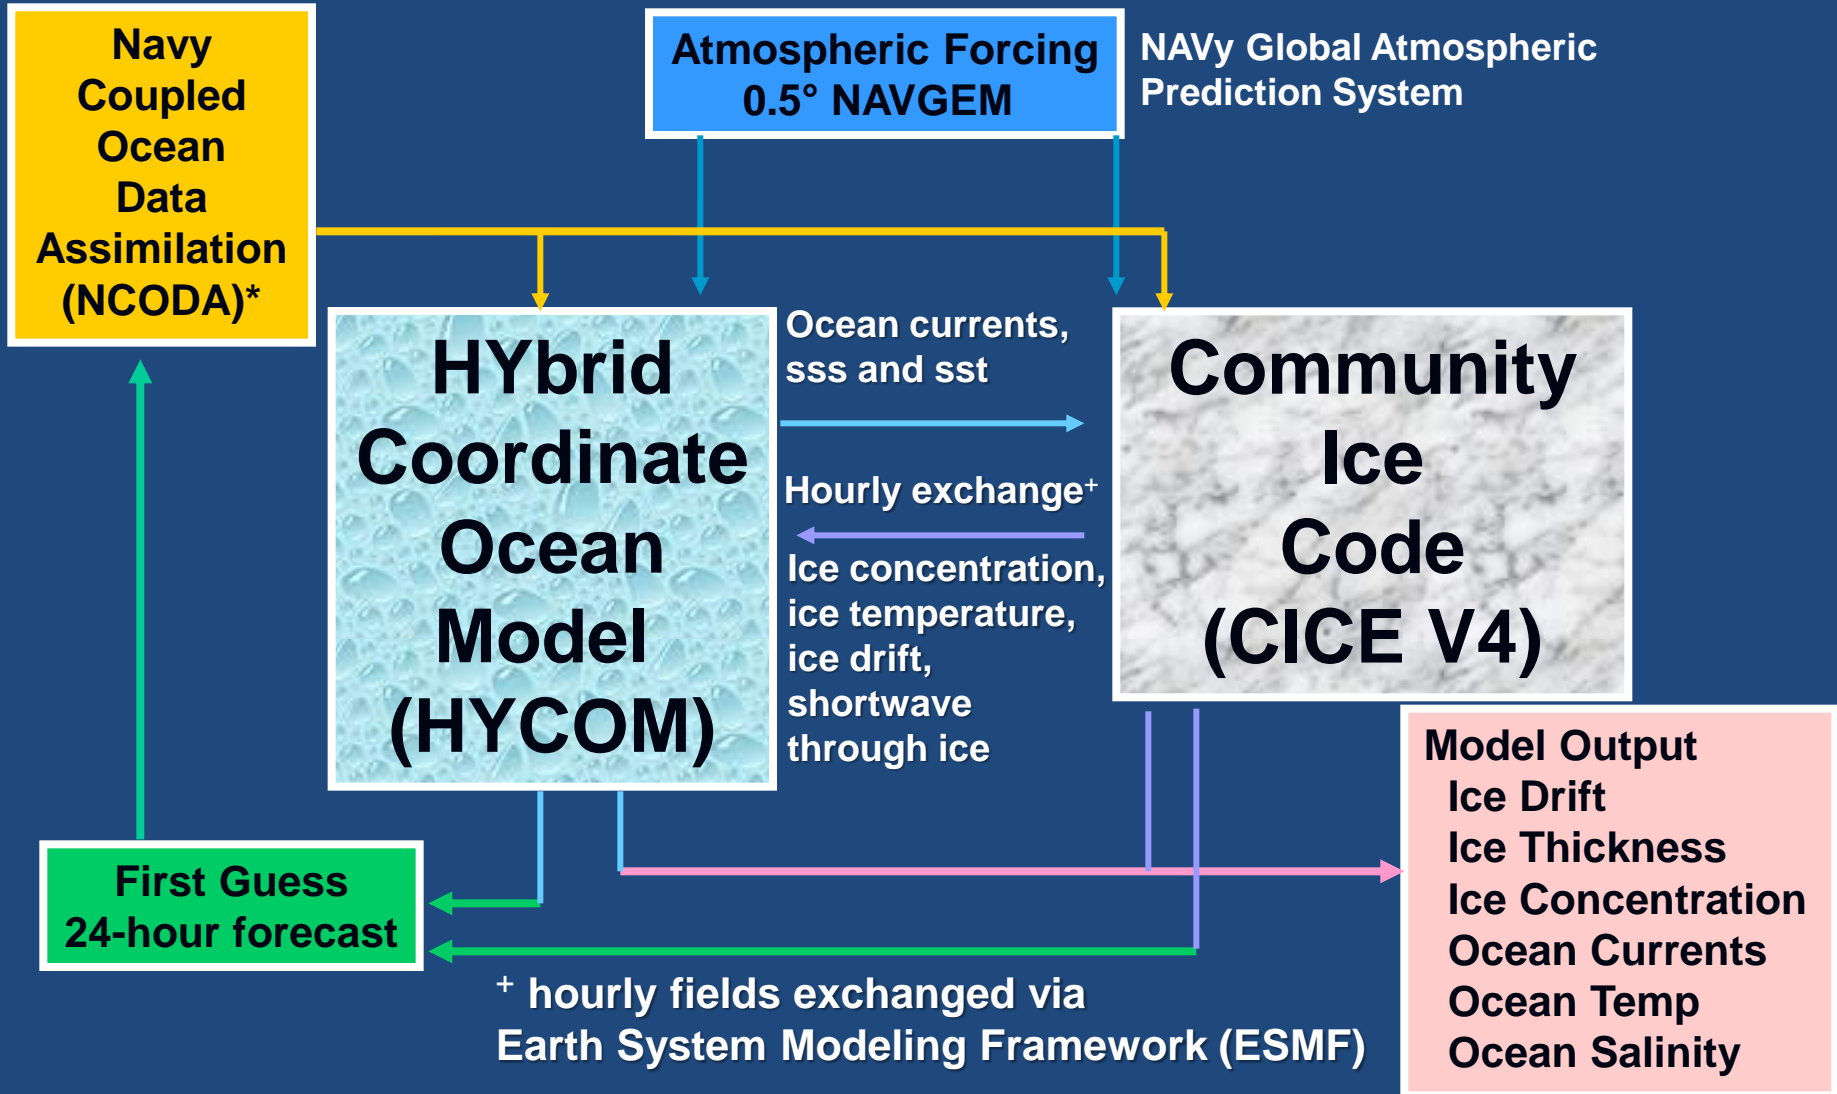 Navy
Coupled
Ocean
Data
Assimilation
(NCODA)*
Atmospheric Forcing
0.5° NAVGEM
NAVy Global Atmospheric
Prediction System
HYbrid
Coordinate
Ocean
Model
(HYCOM)
Ocean currents,
sss and sst
Hourly exchange⁺
Ice concentration,
ice temperature,
ice drift,
shortwave
through ice
Community
Ice
Code
(CICE V4)
First Guess
24-hour forecast
Model Output
Ice Drift
Ice Thickness
Ice Concentration
Ocean Currents
Ocean Temp
Ocean Salinity
⁺ hourly fields exchanged via
Earth System Modeling Framework (ESMF)